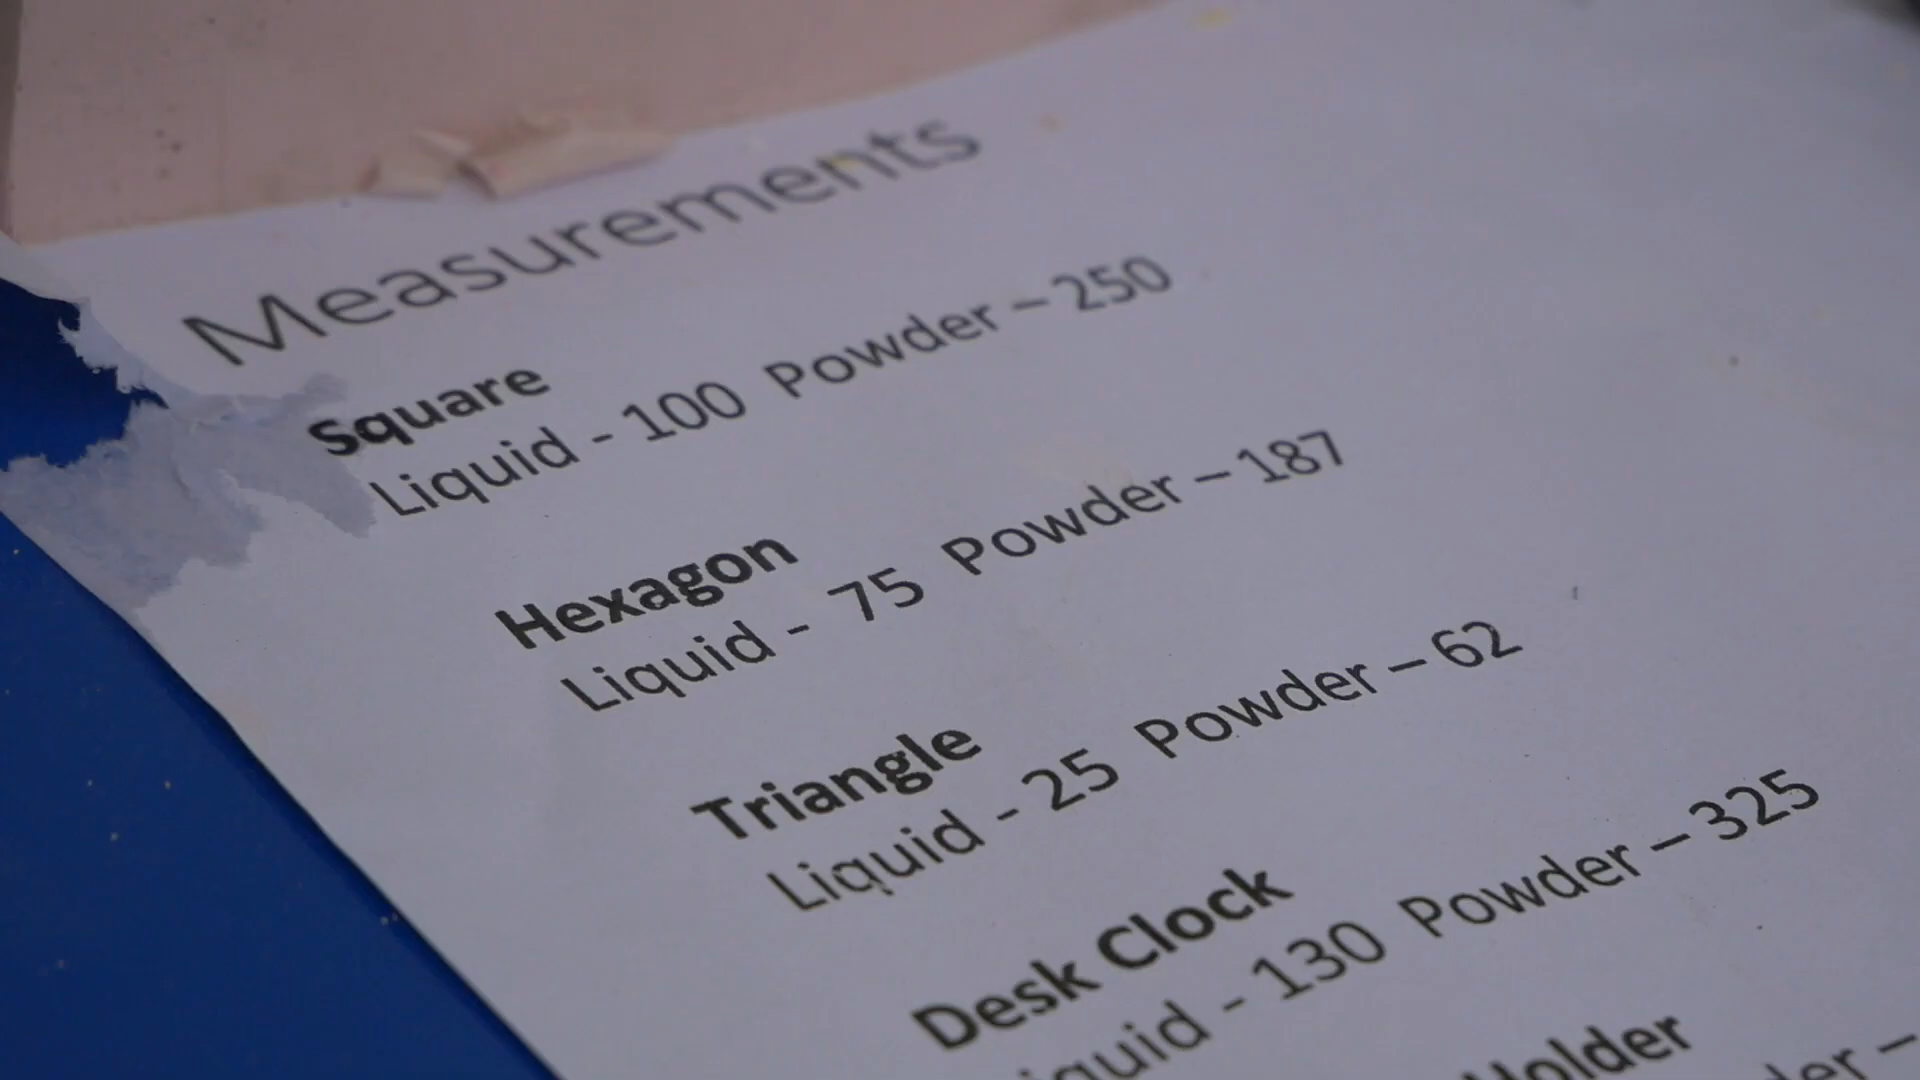 Measurements
Square
Liquid - 100 Powder – 250
Hexagon
Liquid - 75 Powder – 187
Triangle
Liquid - 25 Powder – 62
Desk Clock
Liquid - 130 Powder – 325
Holder